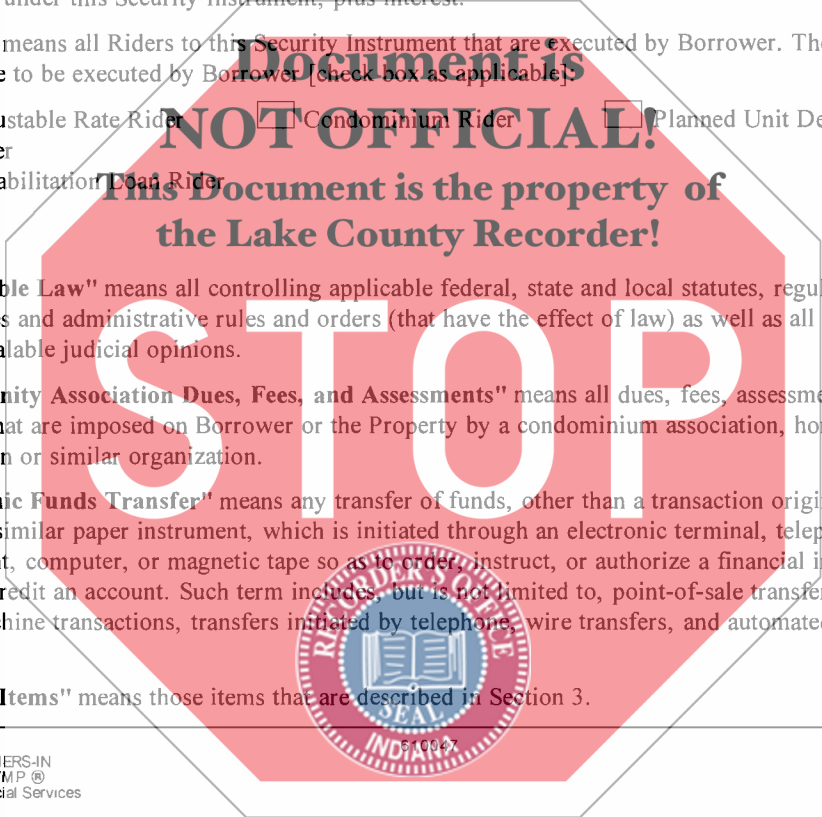 under this Security Instrument, plus interest.
means all Riders to this Security Instrument that are executed by Borrower. Th
e to be executed by Borrower [check box as applicable]:
Document is
ustable Rate Rider Condominium Rider Planned Unit De
er
NOT OFFICIAL!
abilitation Loan Rider
This Document is the property of
the Lake County Recorder!
ble Law" means all controlling applicable federal, state and local statutes, regul
s and administrative rules and orders (that have the effect of law) as well as all
alable judicial opinions.
nity Association Dues, Fees, and Assessments" means all dues, fees, assessme
at are imposed on Borrower or the Property by a condominium association, ho
n or similar organization.
STOP
ic Funds Transfer" means any transfer of funds, other than a transaction origi
similar paper instrument, which is initiated through an electronic terminal, telep
t, computer, or magnetic tape so as to order, instruct, or authorize a financial i
redit an account. Such term includes, but is not limited to, point-of-sale transfe
hine transactions, transfers initiated by telephone, wire transfers, and automate
RECORDER'S OFFICE
SEAL
INDIANA
Items" means those items that are described in Section 3.
610047
ERS-IN
MP ®
cial Services